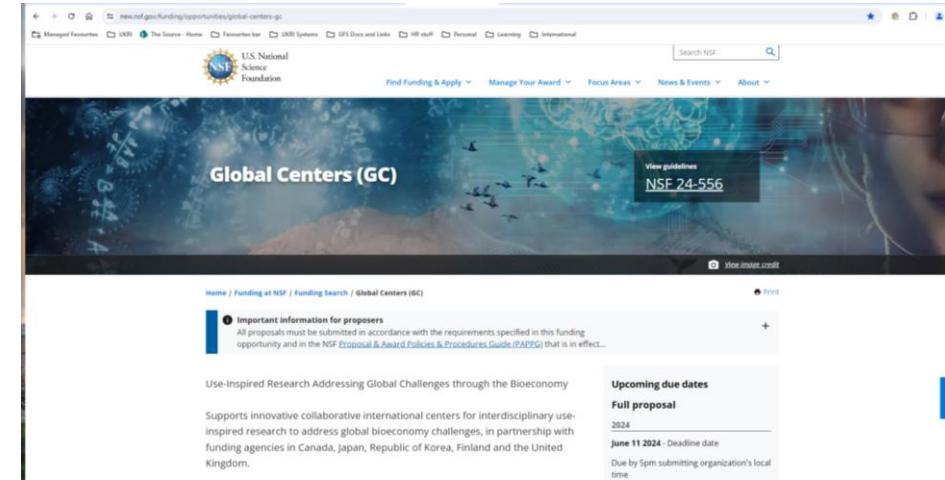 new.nsf.gov/funding/opportunities/global-centers-gc
Managed Favourites UKRI The Source - Home Favourites bar UKRI Systems GFS Docs and Links HR stuff Personal Learning International
U.S. National
Science
Foundation
NSF
Search NSF
Find Funding & Apply Manage Your Award Focus Areas News & Events About
Global Centers (GC)
View guidelines
NSF 24-556
View image credit
Home / Funding at NSF / Funding Search / Global Centers (GC)
Print
Important information for proposers
All proposals must be submitted in accordance with the requirements specified in this funding
opportunity and in the NSF Proposal & Award Policies & Procedures Guide (PAPPG) that is in effect...
Use-Inspired Research Addressing Global Challenges through the Bioeconomy
Supports innovative collaborative international centers for interdisciplinary use-
inspired research to address global bioeconomy challenges, in partnership with
funding agencies in Canada, Japan, Republic of Korea, Finland and the United
Kingdom.
Upcoming due dates
Full proposal
2024
June 11 2024 - Deadline date
Due by 5pm submitting organization's local
time